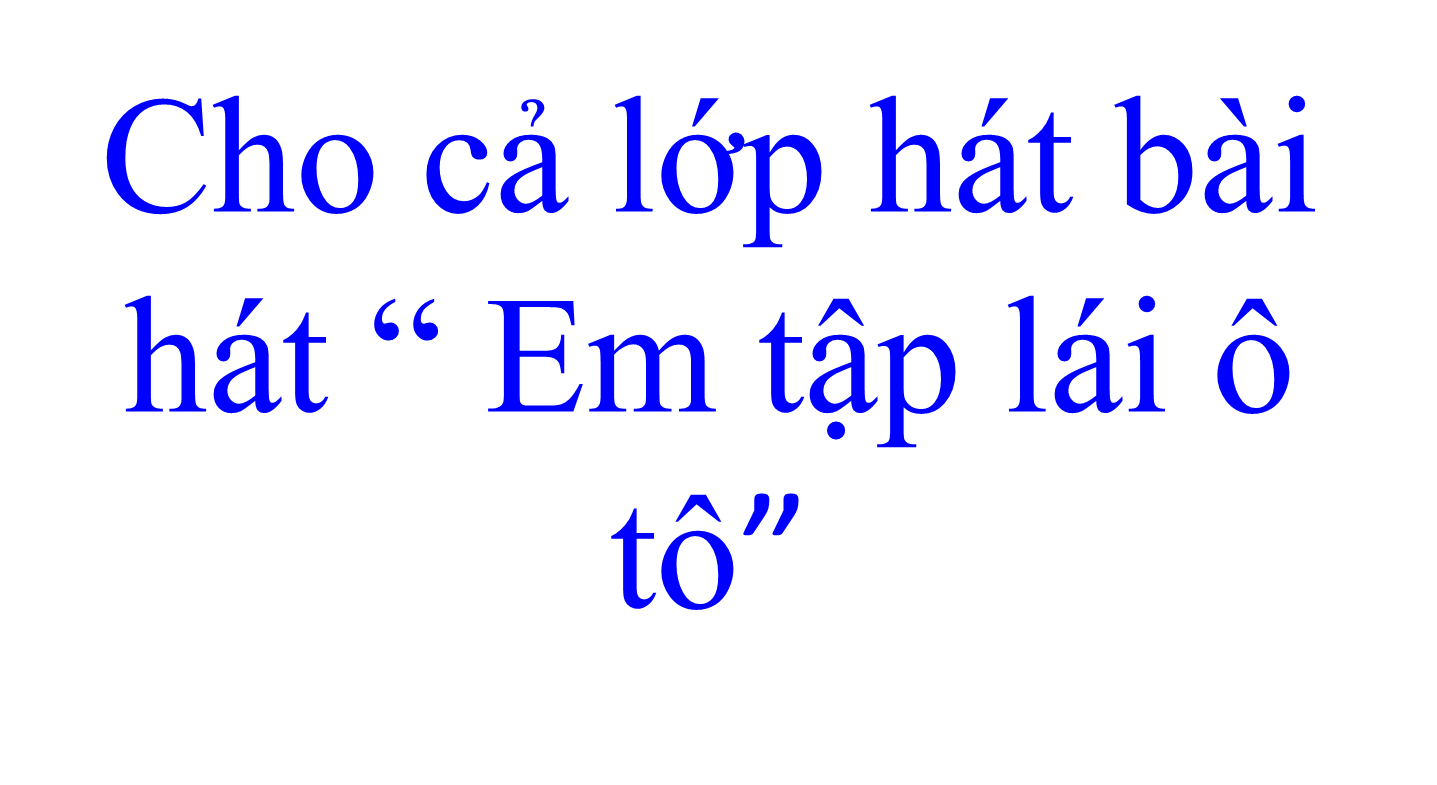 Cho cả lớp hát bài
hát “ Em tập lái ô
tô”